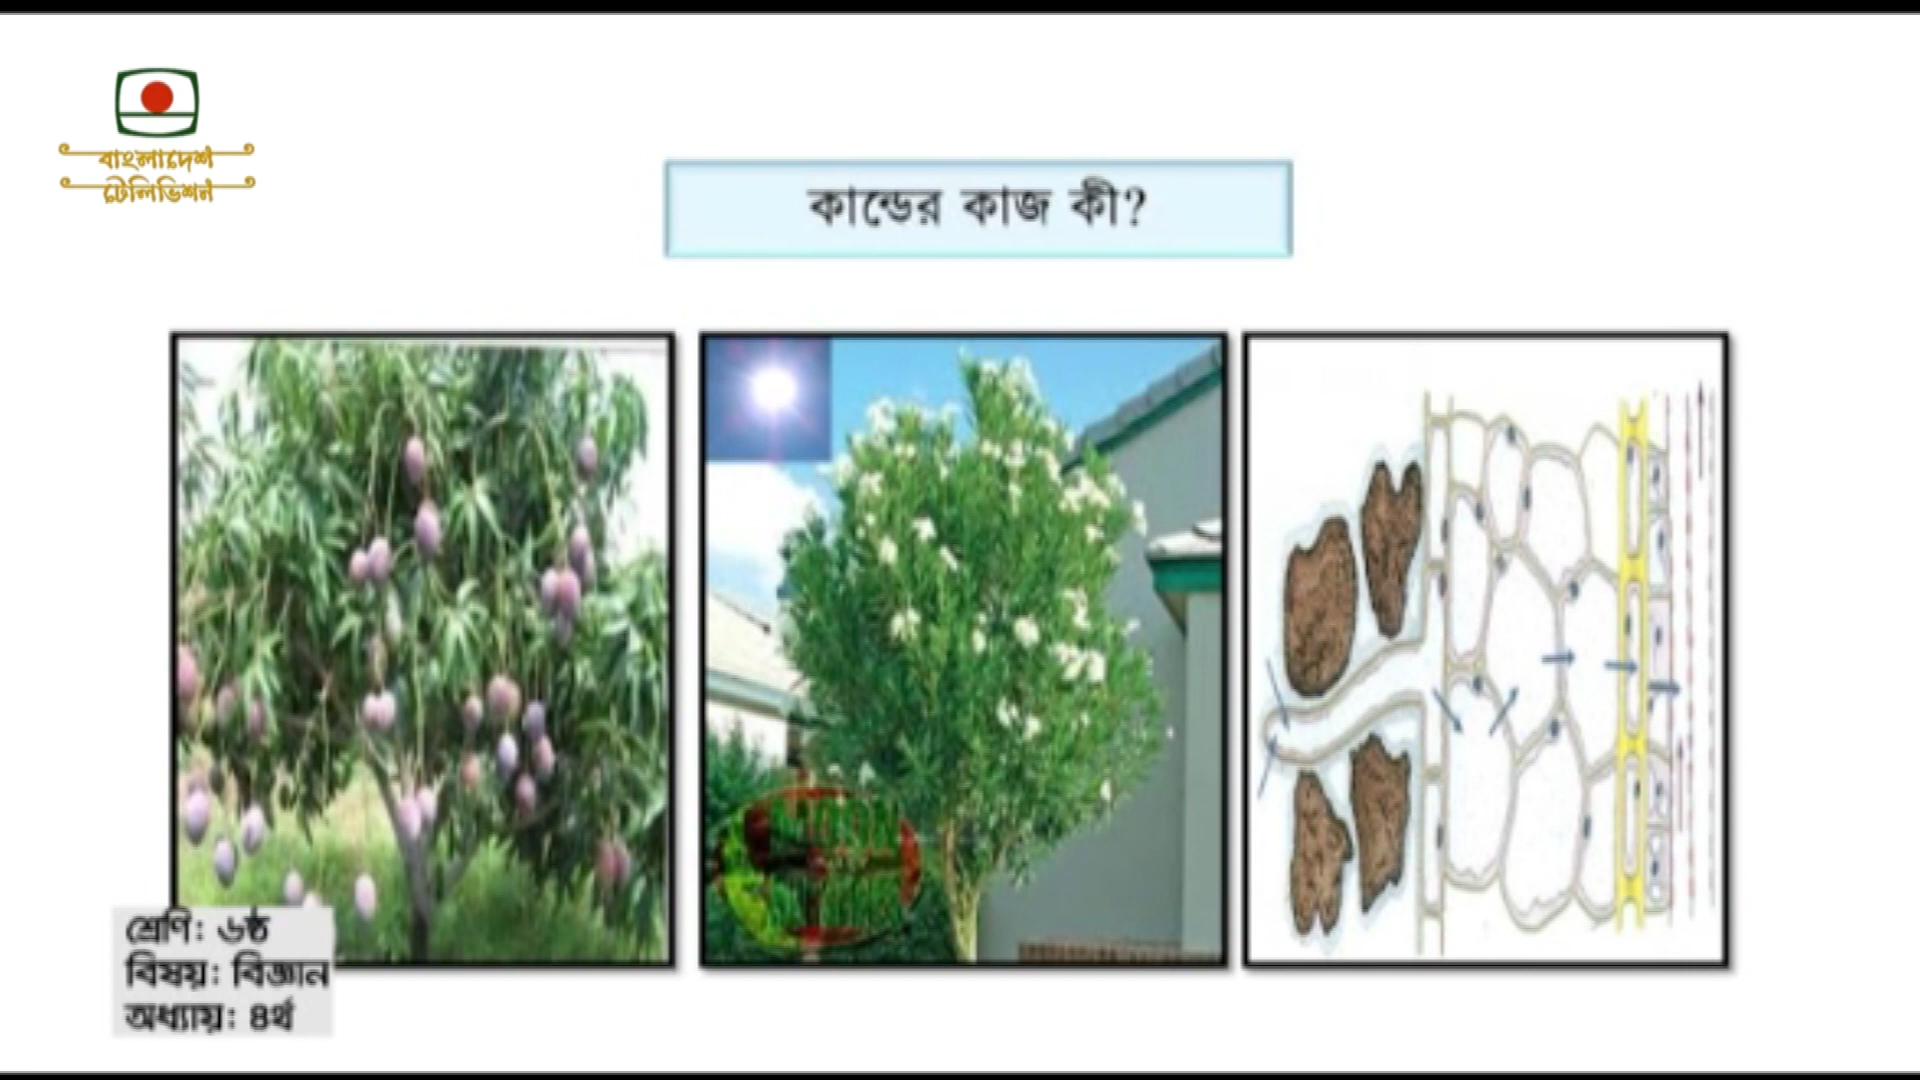 বাংলাদেশ
টেলিভিশন
কান্ডের কাজ কী?
শ্রেণি: ৬ষ্ঠ
বিষয়: বিজ্ঞান
অধ্যায়: ৪র্থ